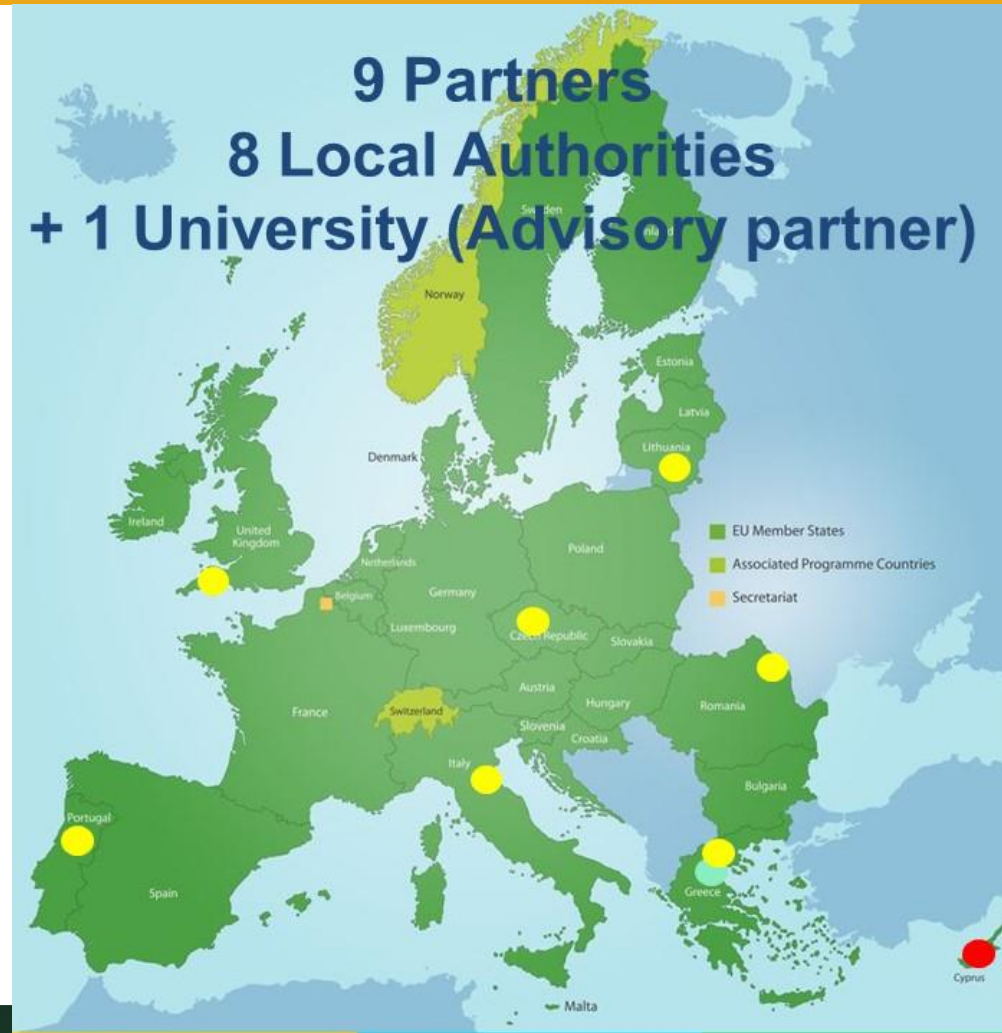 9 Partners
8 Local Authorities
+ 1 University (Advisory partner)
Sweden
Finland
Norway
Estonia
Latvia
Lithuania
Denmark
Ireland
United
Kingdom
Netherlands
Belgium
Germany
Poland
Luxembourg
Czech Republic
Slovakia
EU Member States
Associated Programme Countries
Secretariat
France
Switzerland
Austria
Hungary
Slovenia
Croatia
Romania
Italy
Bulgaria
Portugal
Spain
Greece
Cyprus
Malta